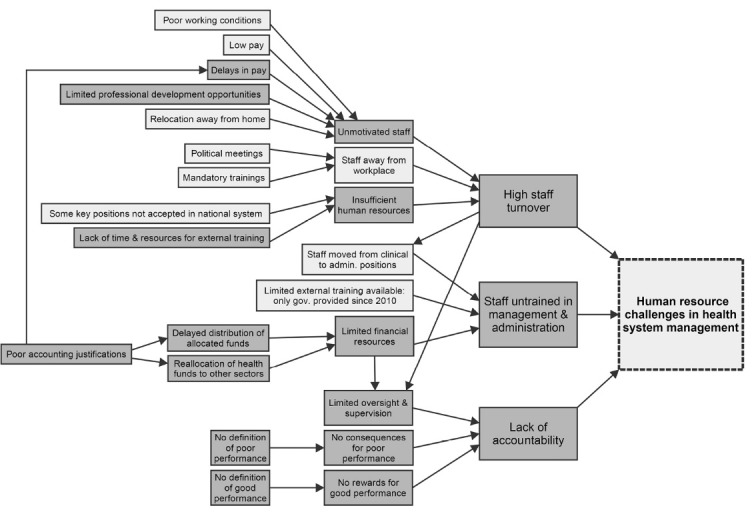 Poor working conditions
Low pay
Delays in pay
Limited professional development opportunities
Relocation away from home
Unmotivated staff
Political meetings
Staff away from
workplace
Mandatory trainings
High staff
turnover
Insufficient
human resources
Some key positions not accepted in national system
Lack of time & resources for external training
Staff moved from clinical
to admin. positions
Limited external training available:
only gov. provided since 2010
Staff untrained in
management &
administration
Human resource
challenges in health
system management
Delayed distribution of
allocated funds
Limited financial
resources
Poor accounting justifications
Reallocation of health
funds to other sectors
Limited oversight &
supervision
Lack of
accountability
No definition
of poor
performance
No consequences
for poor
performance
No definition
of good
performance
No rewards for
good performance